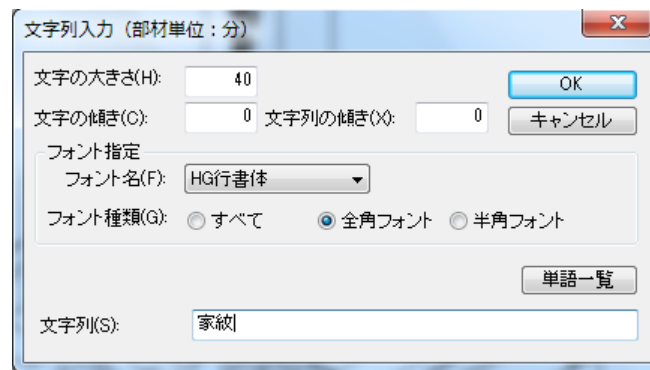 文字列入力（部材単位：分）
文字の大きさ(H): 40 OK
文字の傾き(C): 0 文字列の傾き(X): 0 キャンセル
フォント指定
フォント名(F): HG行書体
フォント種類(G): すべて 全角フォント 半角フォント
単語一覧
文字列(S): 家紋